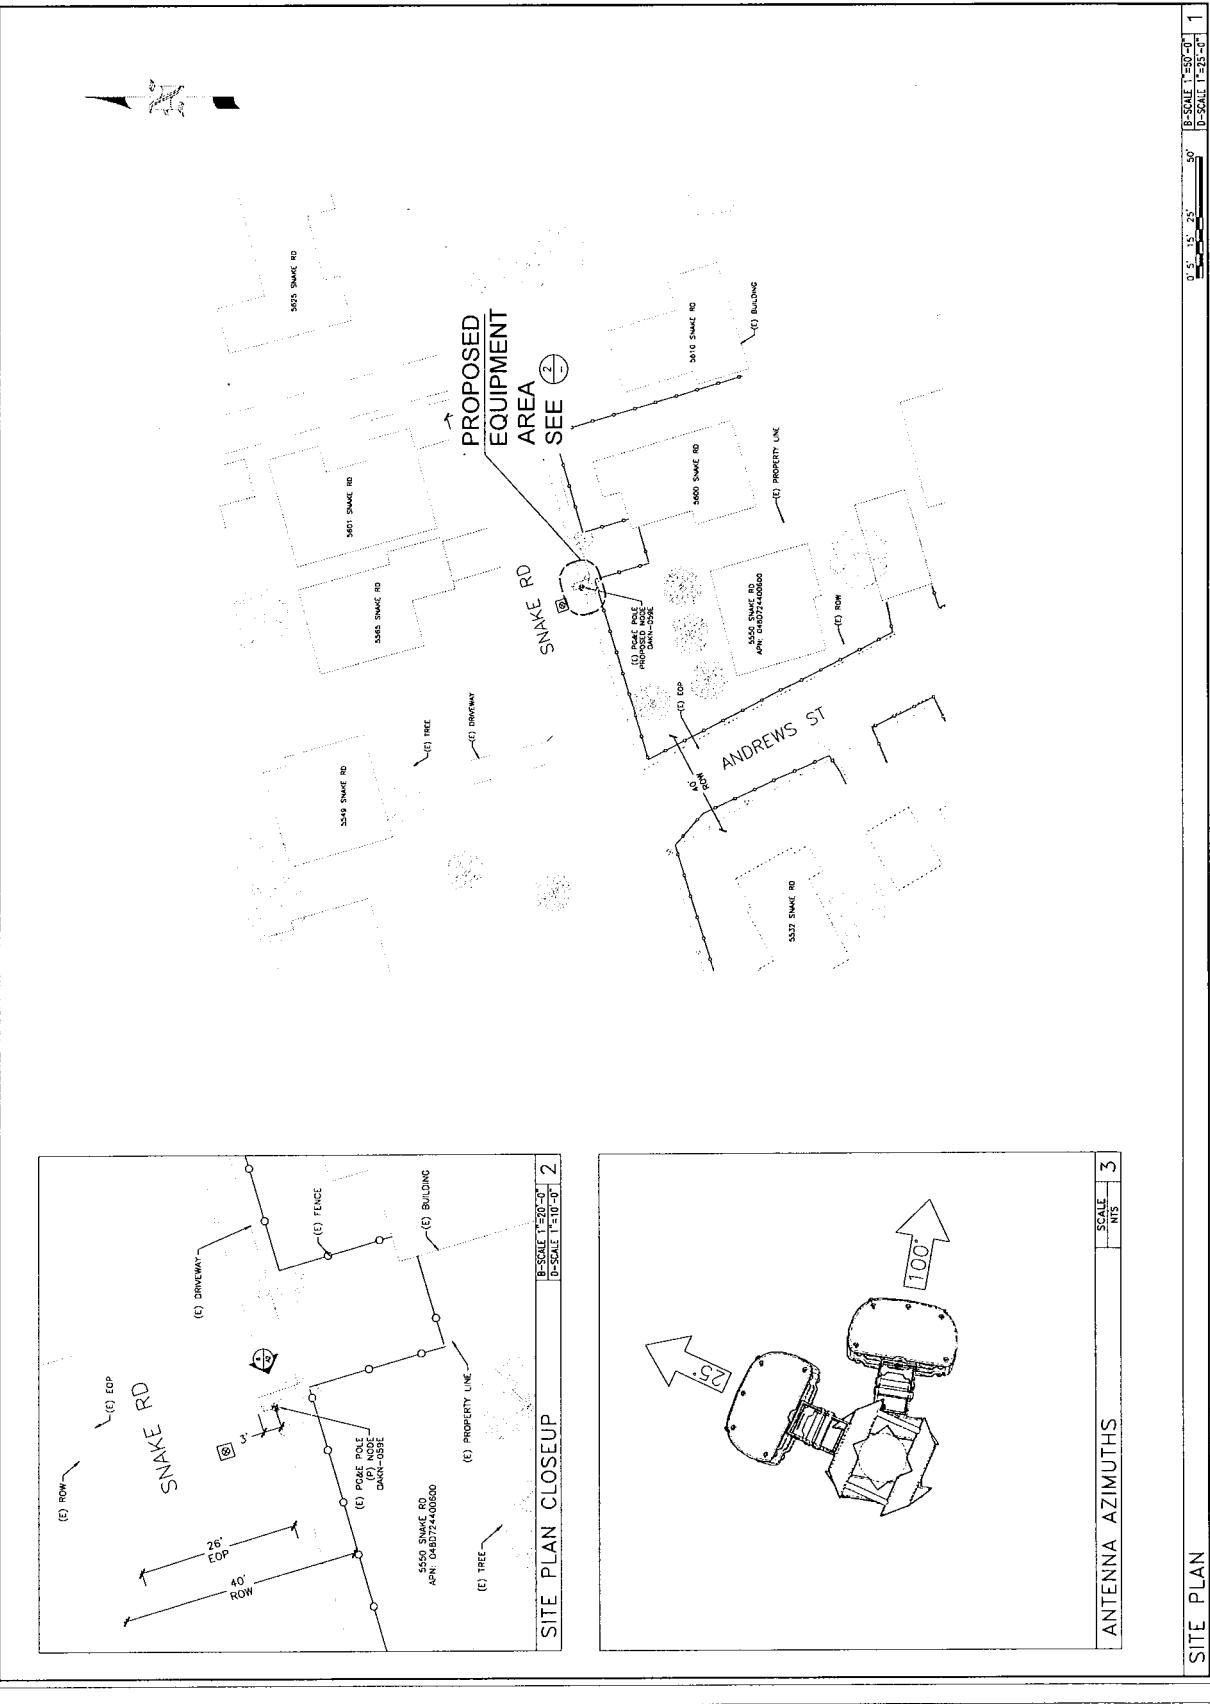 5625 SNAKE RD
5601 SNAKE RD
5565 SNAKE RD
5549 SNAKE RD
(E) TREE
(E) DRIVEWAY
PROPOSED
EQUIPMENT
AREA
SEE 2
-
SNAKE RD
(E) PG&E POLE
PROPOSED NODE
OAKN-059E
5610 SNAKE RD
(E) BUILDING
5600 SNAKE RD
(E) PROPERTY LINE
5550 SNAKE RD
APN: 048D724400600
(E) ROW
(E) EOP
40'
ROW
ANDREWS ST
5532 SNAKE RD
0' 5' 15' 25' 50'
B-SCALE 1"=50'-0"
D-SCALE 1"=25'-0"
1
SITE PLAN
(E) ROW
(E) EOP
SNAKE RD
26'
EOP
40'
ROW
3'
(E) DRIVEWAY
(E) FENCE
(E) BUILDING
(E) PG&E POLE
(P) NODE
OAKN-059E
(E) PROPERTY LINE
5550 SNAKE RD
APN: 048D724400600
(E) TREE
SITE PLAN CLOSEUP
B-SCALE 1"=20'-0"
D-SCALE 1"=10'-0"
2
25°
100°
ANTENNA AZIMUTHS
SCALE
NTS
3